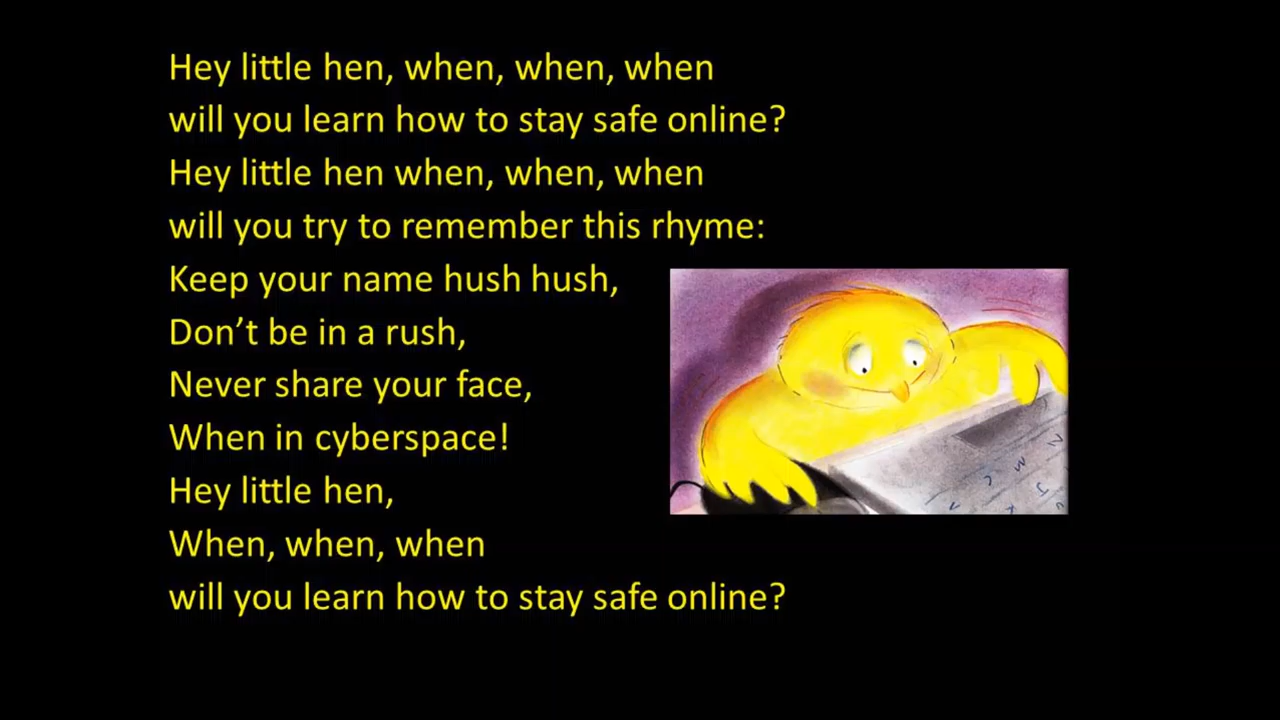 Hey little hen, when, when, when
will you learn how to stay safe online?
Hey little hen when, when, when
will you try to remember this rhyme:
Keep your name hush hush,
Don’t be in a rush,
Never share your face,
When in cyberspace!
Hey little hen,
When, when, when
will you learn how to stay safe online?